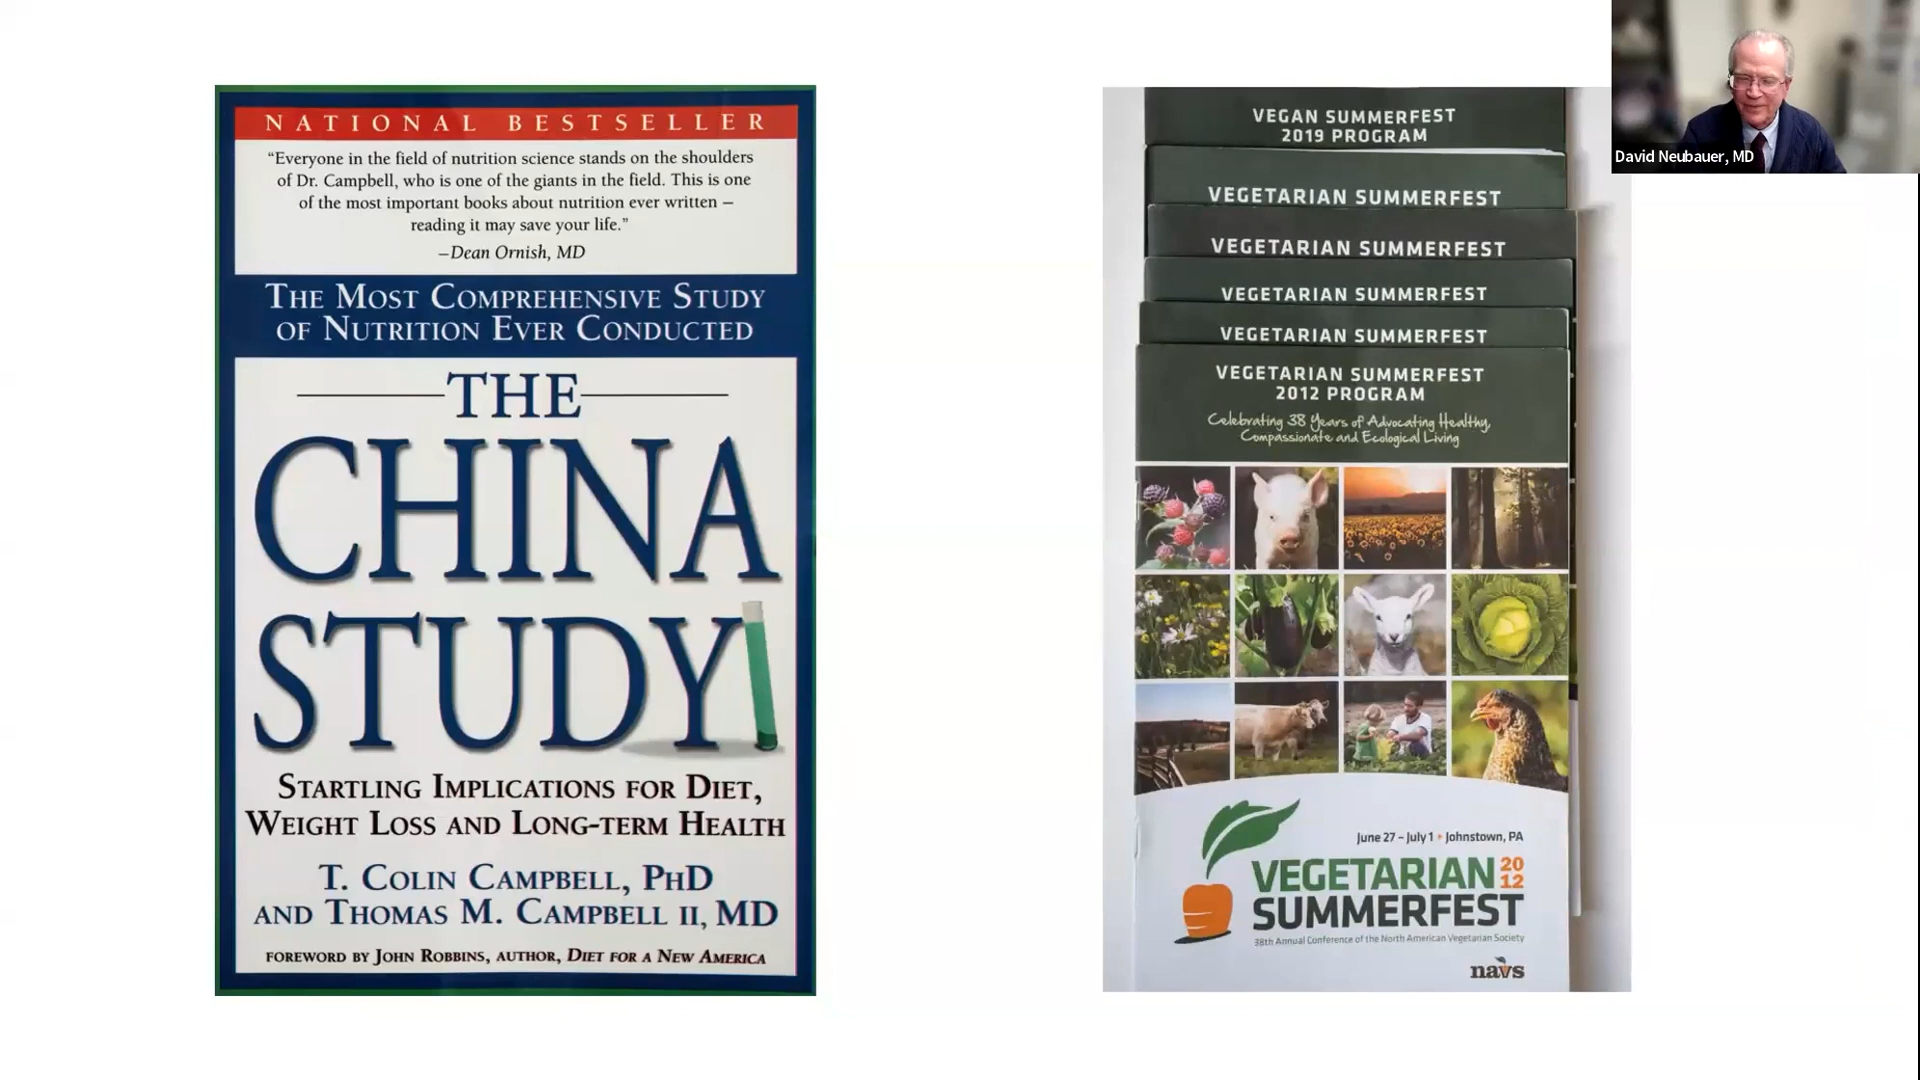 NATIONAL BESTSELLER
“Everyone in the field of nutrition science stands on the shoulders
of Dr. Campbell, who is one of the giants in the field. This is one
of the most important books about nutrition ever written –
reading it may save your life.”
–Dean Ornish, MD
THE MOST COMPREHENSIVE STUDY
OF NUTRITION EVER CONDUCTED
THE
CHINA
STUDY
STARTLING IMPLICATIONS FOR DIET,
WEIGHT LOSS AND LONG-TERM HEALTH
T. COLIN CAMPBELL, PHD
AND THOMAS M. CAMPBELL II, MD
FOREWORD BY JOHN ROBBINS, AUTHOR, DIET FOR A NEW AMERICA
VEGAN SUMMERFEST
2019 PROGRAM
VEGETARIAN SUMMERFEST
VEGETARIAN SUMMERFEST
VEGETARIAN SUMMERFEST
VEGETARIAN SUMMERFEST
VEGETARIAN SUMMERFEST
2012 PROGRAM
Celebrating 38 Years of Advocating Healthy,
Compassionate and Ecological Living
June 27 – July 1 • Johnstown, PA
VEGETARIAN 2012
SUMMERFEST
38th Annual Conference of the North American Vegetarian Society
navs
David Neubauer, MD